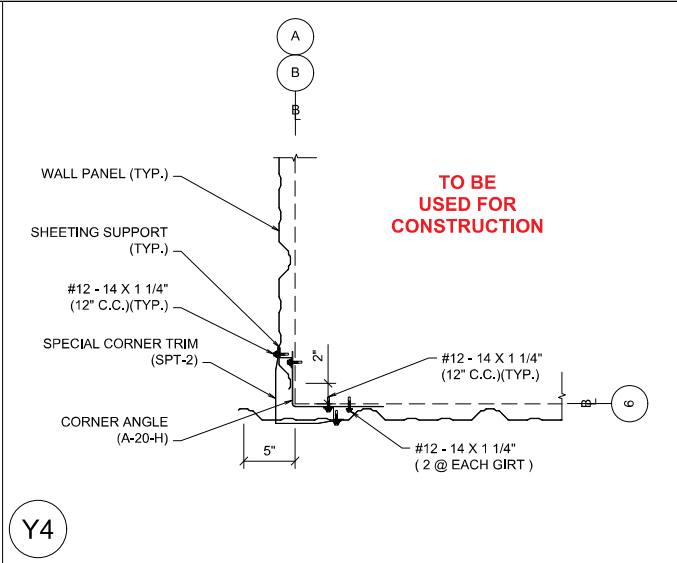 A
B
B
WALL PANEL (TYP.)
TO BE
USED FOR
CONSTRUCTION
SHEETING SUPPORT
(TYP.)
#12 - 14 X 1 1/4"
(12" C.C.)(TYP.)
SPECIAL CORNER TRIM
(SPT-2)
2"
#12 - 14 X 1 1/4"
(12" C.C.)(TYP.)
B
6
CORNER ANGLE
(A-20-H)
5"
#12 - 14 X 1 1/4"
( 2 @ EACH GIRT )
Y4